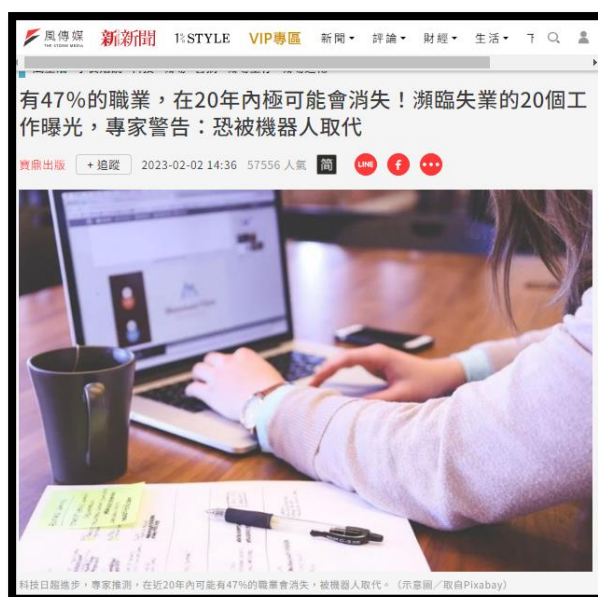 風傳媒 新新聞 1%STYLE VIP專區 新聞 評論 財經 生活
THE STORM MEDIA
有47%的職業，在20年內極可能會消失！瀕臨失業的20個工
作曝光，專家警告：恐被機器人取代
寶鼎出版 + 追蹤 2023-02-02 14:36 57556 人氣 简 LINE f
科技日趨進步，專家推測，在近20年內可能有47%的職業會消失，被機器人取代。（示意圖／取自Pixabay）